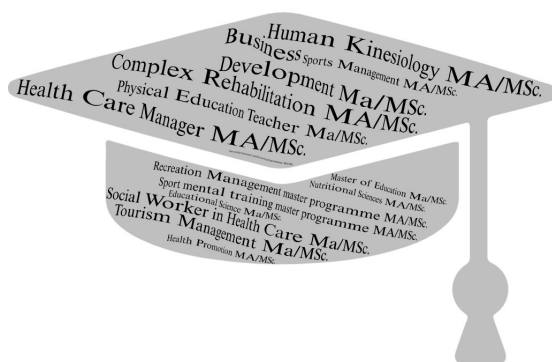 Human Kinesiology MA/MSc.
Business
Sports Management MA/MSc.
Development Ma/MSc.
Complex Rehabilitation MA/MSc.
Physical Education Teacher Ma/MSc.
Health Care Manager MA/MSc.
Master of Education Ma/MSc.
Nutritional Sciences MA/MSc.
Recreation Management master programme MA/MSc.
Sport mental training master programme MA/MSc.
Educational Science Ma/MSc.
Social Worker in Health Care Ma/MSc.
Tourism Management Ma/MSc.
Health Promotion MA/MSc.